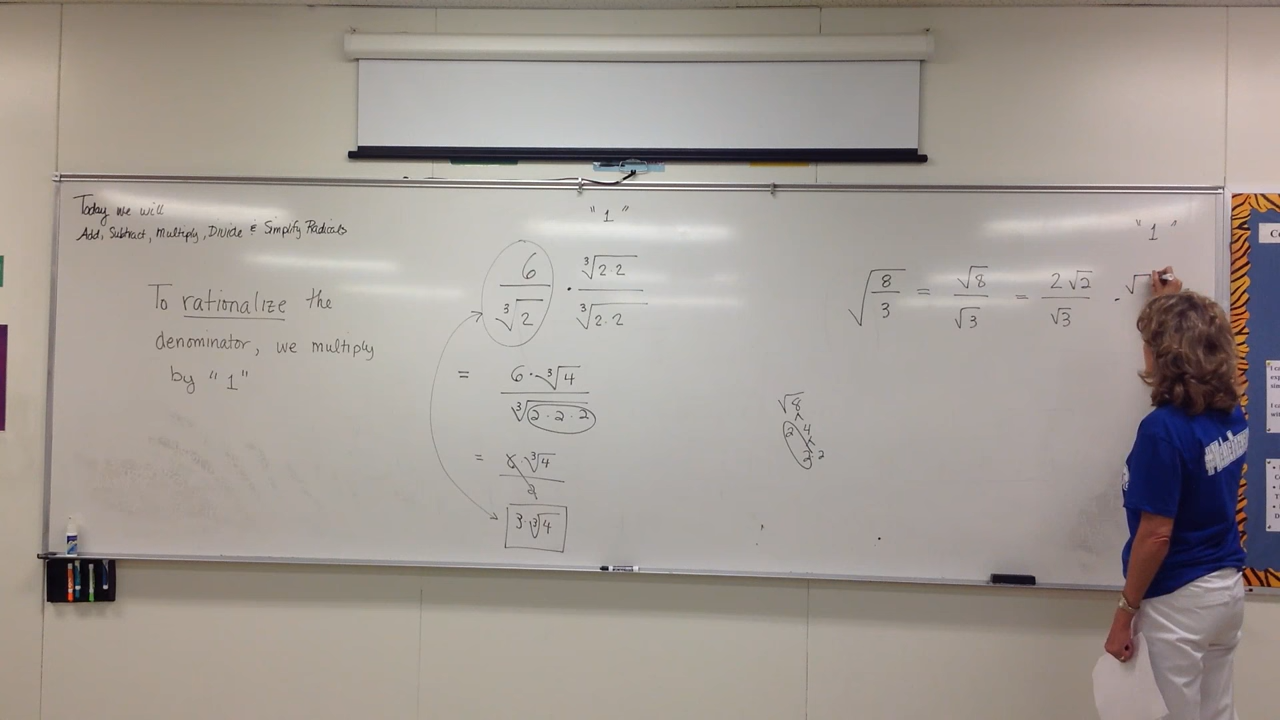 Today we will
Add, Subtract, Multiply, Divide & Simplify Radicals
To rationalize the
denominator, we multiply
by "1"
"1"
6/∛2 · ∛2·2/∛2·2
= 6·∛4/∛2·2·2
= 6·∛4/2
3·∛4
"1"
√8/3 = √8/√3 = 2√2/√3 · √
√8
2 4
2·2